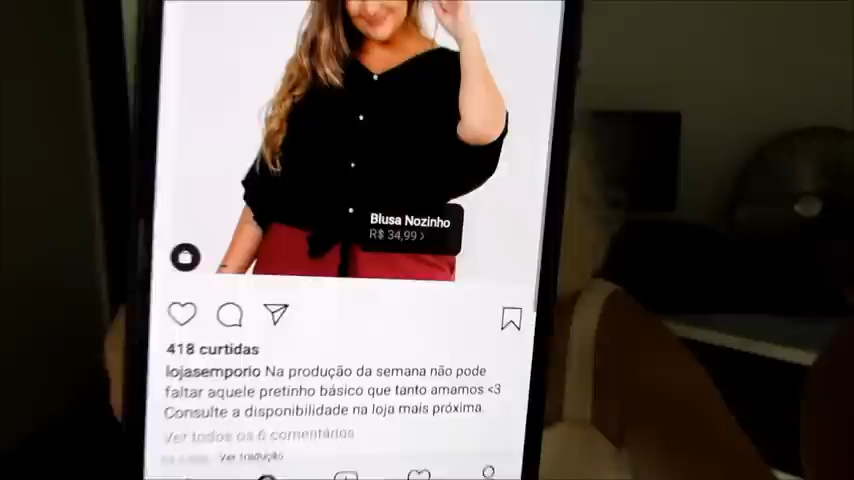 Blusa Nozinho
R$ 34,99 >
418 curtidas
lojasemporio Na produção da semana não pode
faltar aquele pretinho básico que tanto amamos <3
Consulte a disponibilidade na loja mais próxima.
Ver todos os 6 comentários
Ver tradução